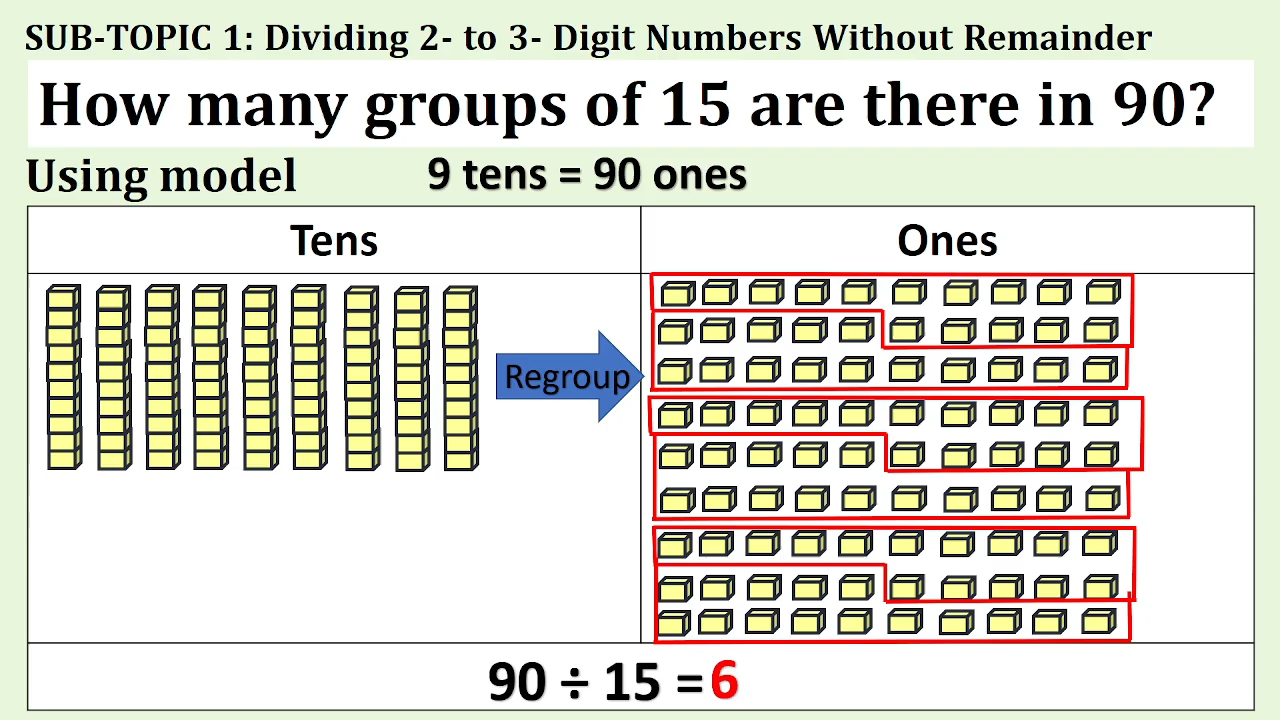 SUB-TOPIC 1: Dividing 2- to 3- Digit Numbers Without Remainder
How many groups of 15 are there in 90?
Using model
9 tens = 90 ones
Tens
Ones
Regroup
90 ÷ 15 = 6